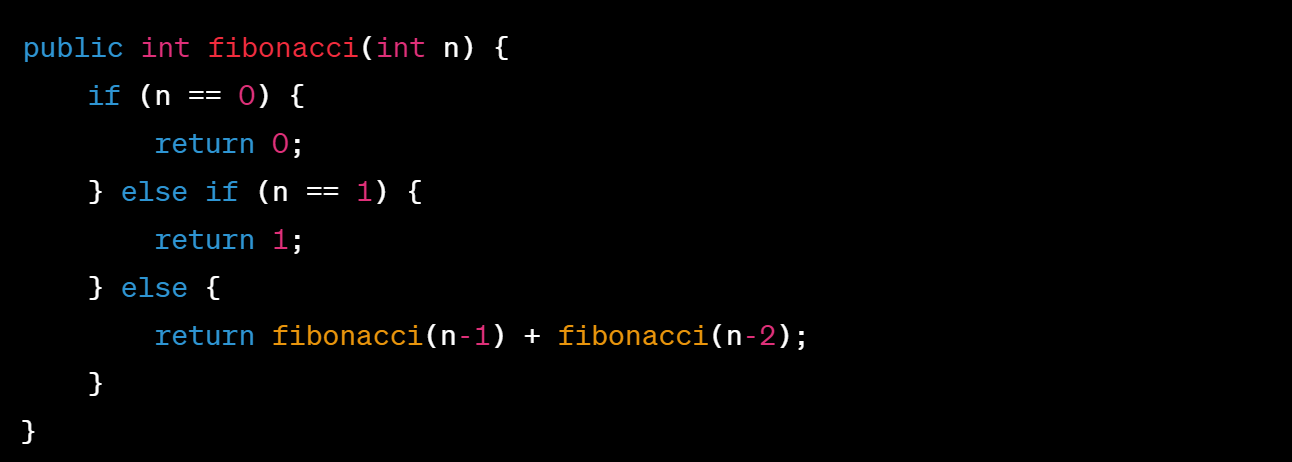 public int fibonacci(int n) {
    if (n == 0) {
        return 0;
    } else if (n == 1) {
        return 1;
    } else {
        return fibonacci(n-1) + fibonacci(n-2);
    }
}